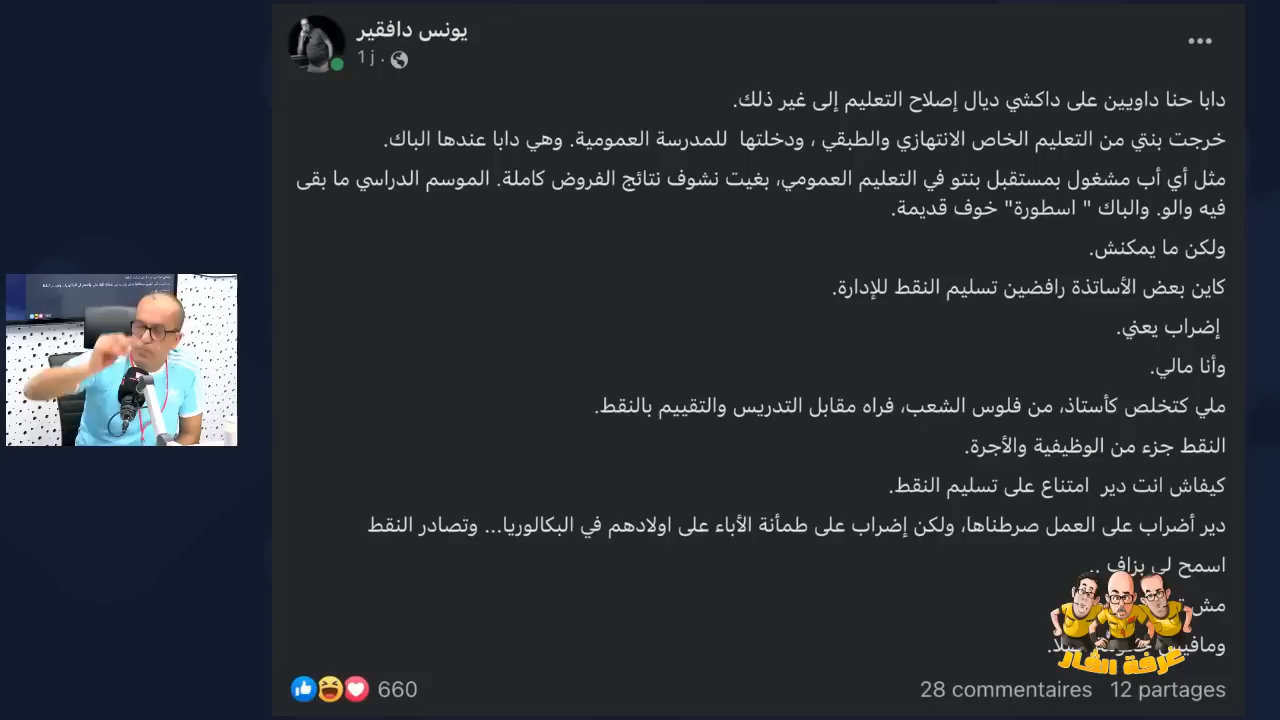 يونس دافقير
1 j .
دابا حنا داويين على داكشي ديال إصلاح التعليم إلى غير ذلك.
خرجت بنتي من التعليم الخاص الانتهازي والطبقي ، ودخلتها للمدرسة العمومية. وهي دابا عندها الباك.
مثل أي أب مشغول بمستقبل بنتو في التعليم العمومي، بغيت نشوف نتائج الفروض كاملة. الموسم الدراسي ما بقى
فيه والو. والباك " اسطورة" خوف قديمة.
ولكن ما يمكنش.
كاين بعض الأساتذة رافضين تسليم النقط للإدارة.
إضراب يعني.
وأنا مالي.
ملي كتخلص كأستاذ، من فلوس الشعب، فراه مقابل التدريس والتقييم بالنقط.
النقط جزء من الوظيفية والأجرة.
كيفاش انت دير امتناع على تسليم النقط.
دير أضراب على العمل صرطناها، ولكن إضراب على طمأنة الأباء على اولادهم في البكالوريا... وتصادر النقط
اسمح لي بزاف ..
مش
غرفة الفار
660
28 commentaires 12 partages